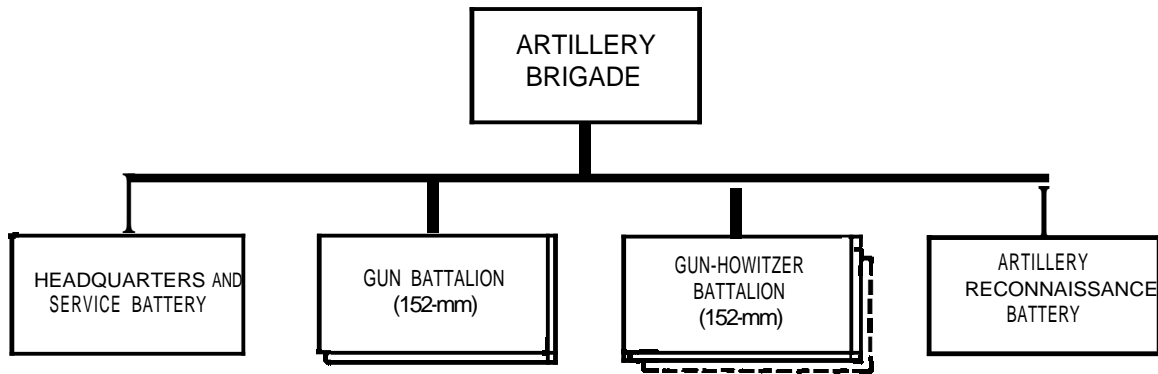 ARTILLERY
BRIGADE
HEADQUARTERS AND
SERVICE BATTERY
GUN BATTALION
(152-mm)
GUN-HOWITZER
BATTALION
(152-mm)
ARTILLERY
RECONNAISSANCE
BATTERY